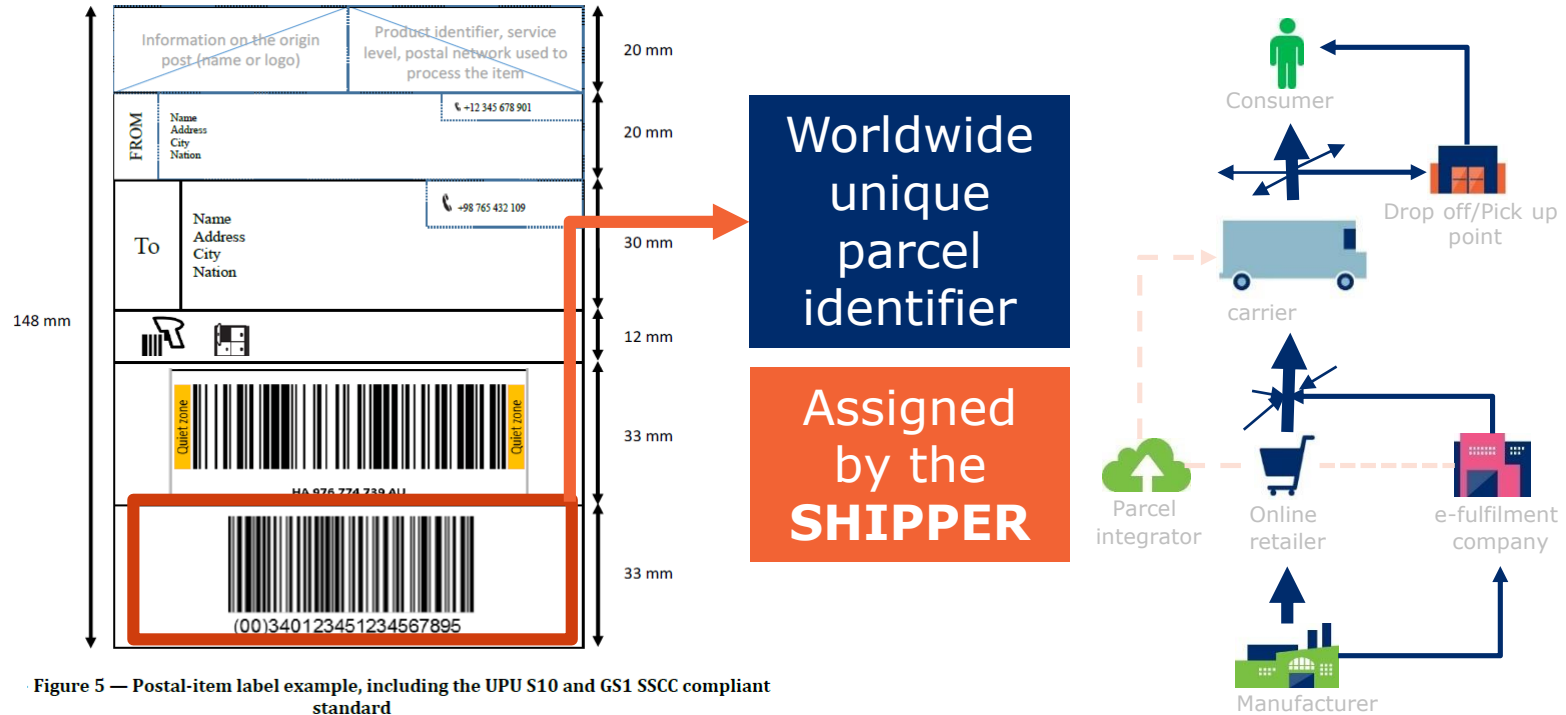 Information on the origin
post (name or logo)
Product identifier, service
level, postal network used to
process the item
20 mm
FROM
Name
Address
City
Nation
+12 345 678 901
20 mm
To
Name
Address
City
Nation
+98 765 432 109
30 mm
148 mm
12 mm
Quiet zone
Quiet zone
HA 976 774 739 AU
33 mm
(00)340123451234567895
33 mm
Figure 5 — Postal-item label example, including the UPU S10 and GS1 SSCC compliant
standard
Worldwide
unique
parcel
identifier
Assigned
by the
SHIPPER
Consumer
Drop off/Pick up
point
carrier
Parcel
integrator
Online
retailer
e-fulfilment
company
Manufacturer